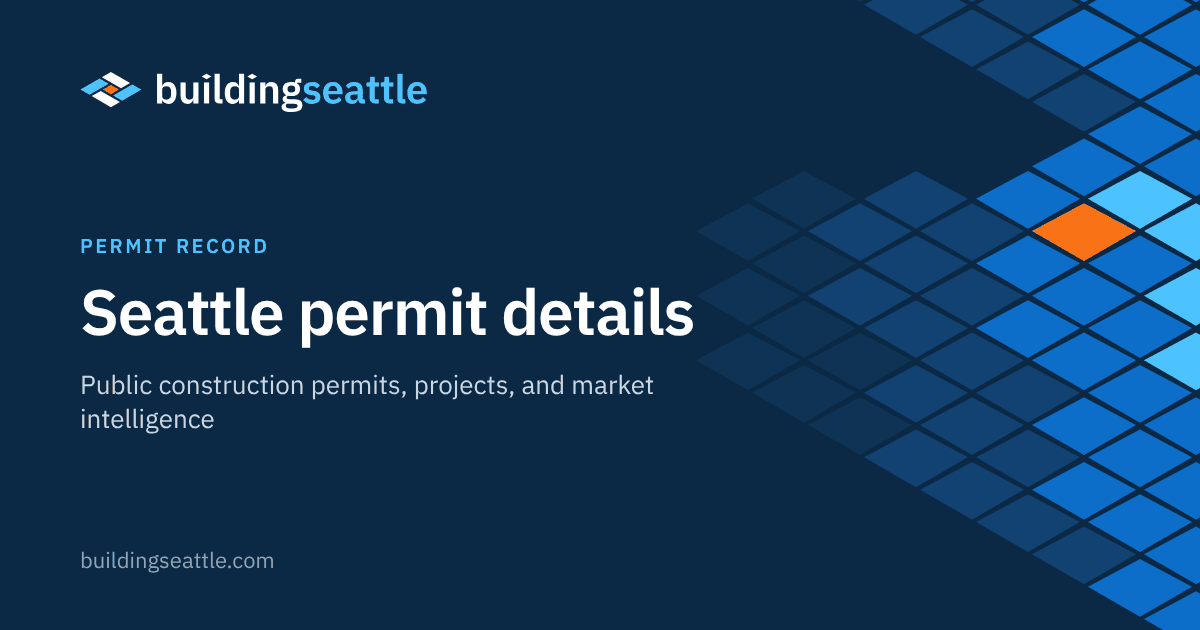 buildingseattle
PERMIT RECORD
Seattle permit details
Public construction permits, projects, and market
intelligence
buildingseattle.com